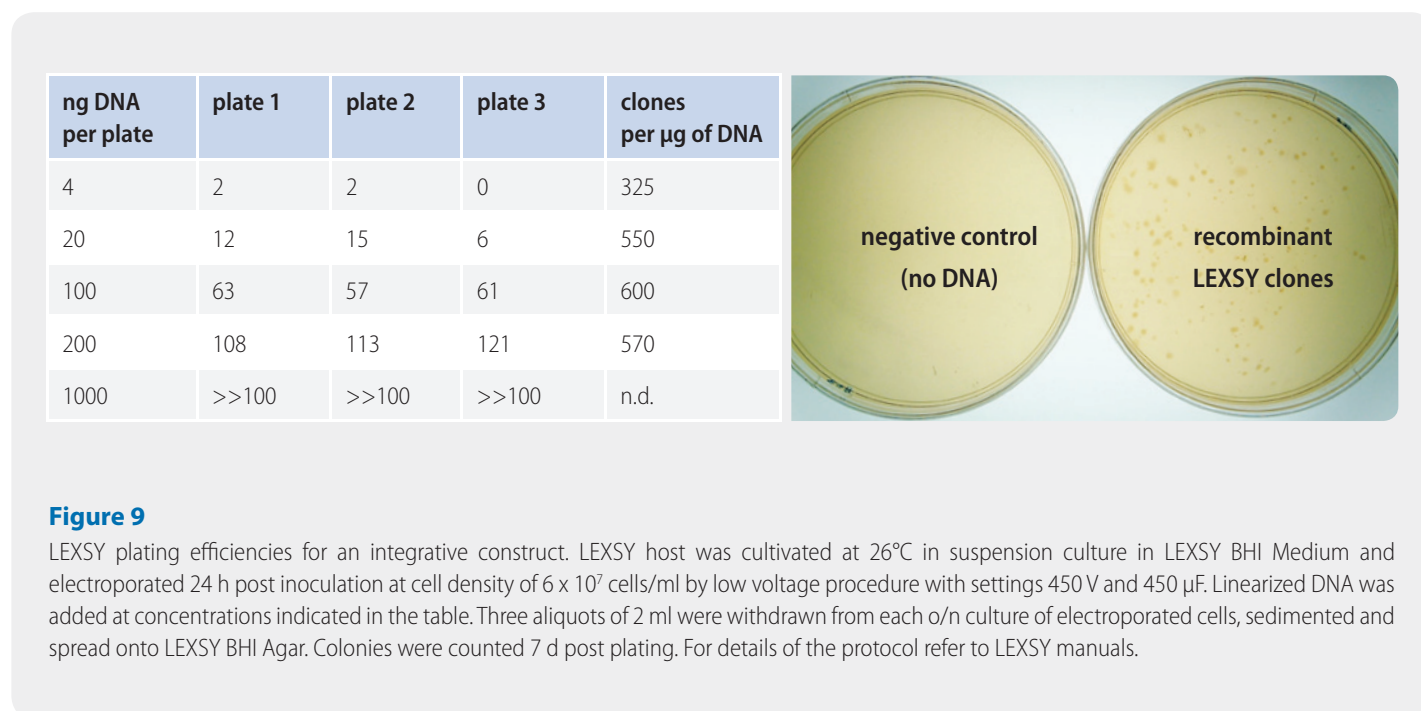 ng DNA per plate | plate 1 | plate 2 | plate 3 | clones per µg of DNA
4 | 2 | 2 | 0 | 325
20 | 12 | 15 | 6 | 550
100 | 63 | 57 | 61 | 600
200 | 108 | 113 | 121 | 570
1000 | >>100 | >>100 | >>100 | n.d.
negative control
(no DNA)
recombinant
LEXSY clones
Figure 9
LEXSY plating efficiencies for an integrative construct. LEXSY host was cultivated at 26°C in suspension culture in LEXSY BHI Medium and
electroporated 24 h post inoculation at cell density of 6 x 10⁷ cells/ml by low voltage procedure with settings 450 V and 450 µF. Linearized DNA was
added at concentrations indicated in the table. Three aliquots of 2 ml were withdrawn from each o/n culture of electroporated cells, sedimented and
spread onto LEXSY BHI Agar. Colonies were counted 7 d post plating. For details of the protocol refer to LEXSY manuals.